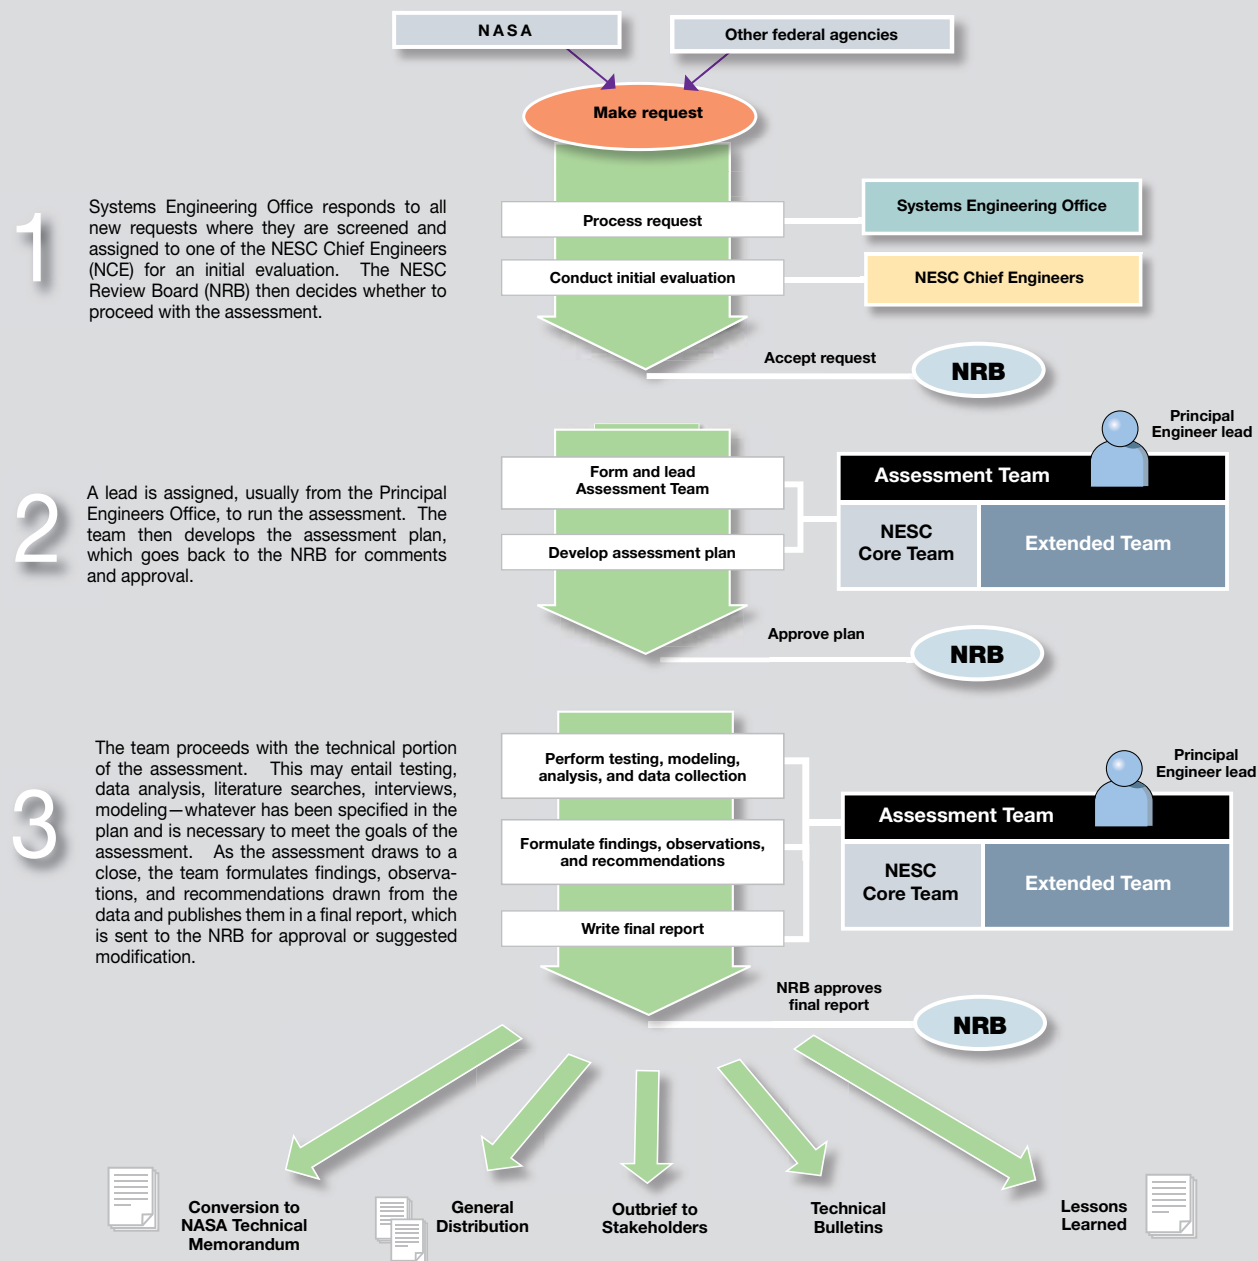 NASA
Other federal agencies
Make request
1
Systems Engineering Office responds to all
new requests where they are screened and
assigned to one of the NESC Chief Engineers
(NCE) for an initial evaluation. The NESC
Review Board (NRB) then decides whether to
proceed with the assessment.
Process request
Systems Engineering Office
Conduct initial evaluation
NESC Chief Engineers
Accept request
NRB
2
A lead is assigned, usually from the Principal
Engineers Office, to run the assessment. The
team then develops the assessment plan,
which goes back to the NRB for comments
and approval.
Form and lead
Assessment Team
Develop assessment plan
Principal
Engineer lead
Assessment Team
NESC
Core Team
Extended Team
Approve plan
NRB
3
The team proceeds with the technical portion
of the assessment. This may entail testing,
data analysis, literature searches, interviews,
modeling—whatever has been specified in the
plan and is necessary to meet the goals of the
assessment. As the assessment draws to a
close, the team formulates findings, observa-
tions, and recommendations drawn from the
data and publishes them in a final report, which
is sent to the NRB for approval or suggested
modification.
Perform testing, modeling,
analysis, and data collection
Formulate findings, observations,
and recommendations
Write final report
Principal
Engineer lead
Assessment Team
NESC
Core Team
Extended Team
NRB approves
final report
NRB
Conversion to
NASA Technical
Memorandum
General
Distribution
Outbrief to
Stakeholders
Technical
Bulletins
Lessons
Learned